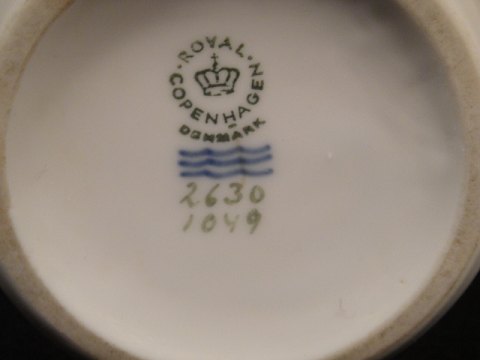 ROYAL
COPENHAGEN
DENMARK
2630
1049